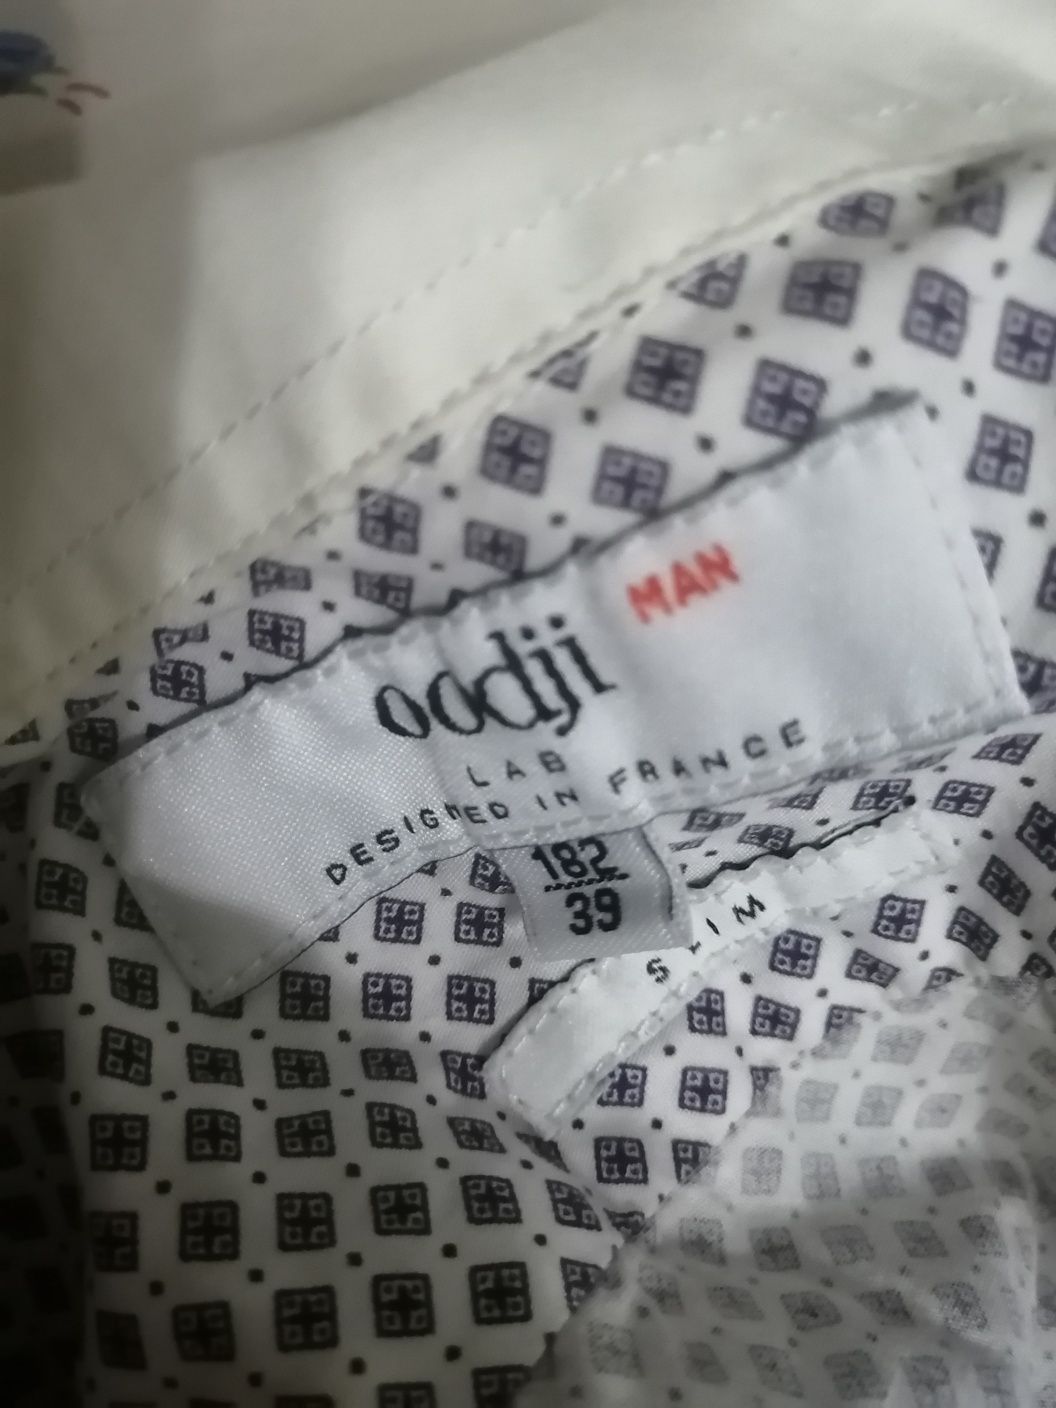 MAN
oodji
LAB
DESIGNED IN FRANCE
182
39
SLIM